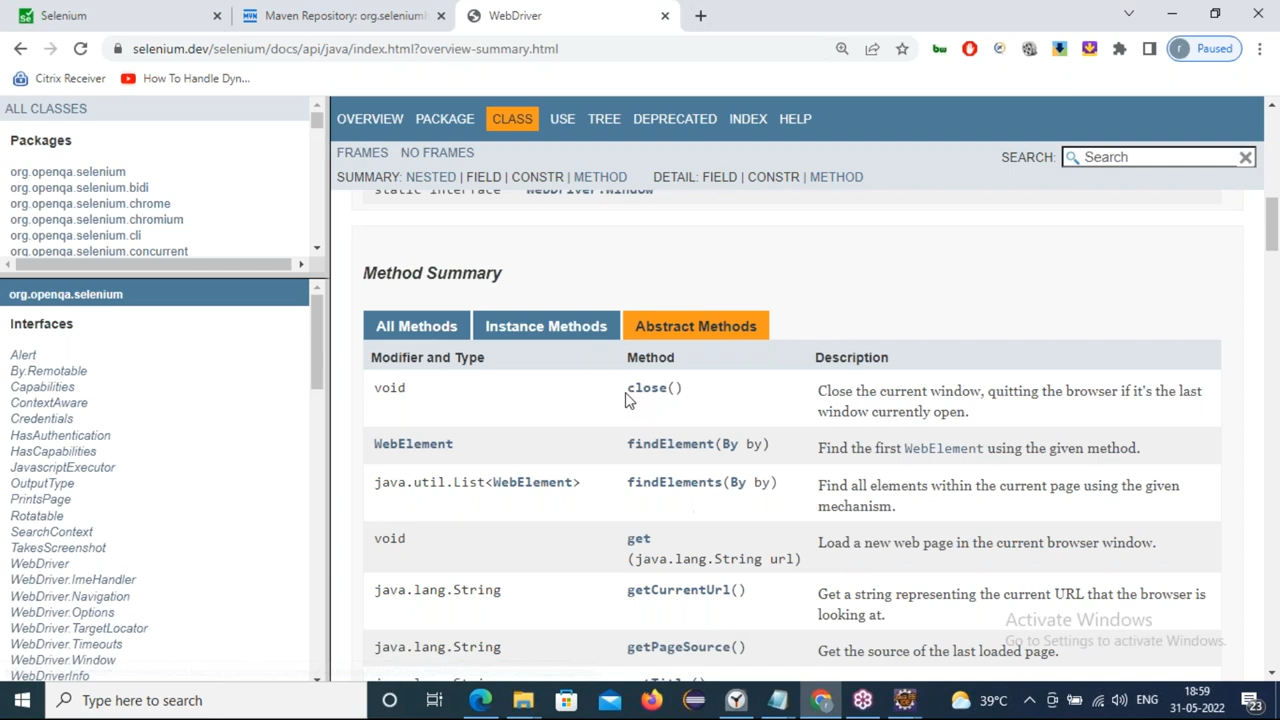 Selenium
Maven Repository: org.selenium
WebDriver
selenium.dev/selenium/docs/api/java/index.html?overview-summary.html
bw
r Paused
Citrix Receiver
How To Handle Dyn...
ALL CLASSES
Packages
org.openqa.selenium
org.openqa.selenium.bidi
org.openqa.selenium.chrome
org.openqa.selenium.chromium
org.openqa.selenium.cli
org.openqa.selenium.concurrent
org.openqa.selenium
Interfaces
Alert
By.Remotable
Capabilities
ContextAware
Credentials
HasAuthentication
HasCapabilities
JavascriptExecutor
OutputType
PrintsPage
Rotatable
SearchContext
TakesScreenshot
WebDriver
WebDriver.ImeHandler
WebDriver.Navigation
WebDriver.Options
WebDriver.TargetLocator
WebDriver.Timeouts
WebDriver.Window
WebDriverInfo
OVERVIEW PACKAGE CLASS USE TREE DEPRECATED INDEX HELP
FRAMES NO FRAMES
SEARCH: Search
SUMMARY: NESTED | FIELD | CONSTR | METHOD DETAIL: FIELD | CONSTR | METHOD
static interface WebDriver.Window
Method Summary
All Methods Instance Methods Abstract Methods
Modifier and Type Method Description
void close() Close the current window, quitting the browser if it's the last
window currently open.
WebElement findElement(By by) Find the first WebElement using the given method.
java.util.List<WebElement> findElements(By by) Find all elements within the current page using the given
mechanism.
void get Load a new web page in the current browser window.
(java.lang.String url)
java.lang.String getCurrentUrl() Get a string representing the current URL that the browser is
looking at.
java.lang.String getPageSource() Get the source of the last loaded page.
Activate Windows
Go to Settings to activate Windows.
Type here to search
39°C
ENG
18:59
31-05-2022
23